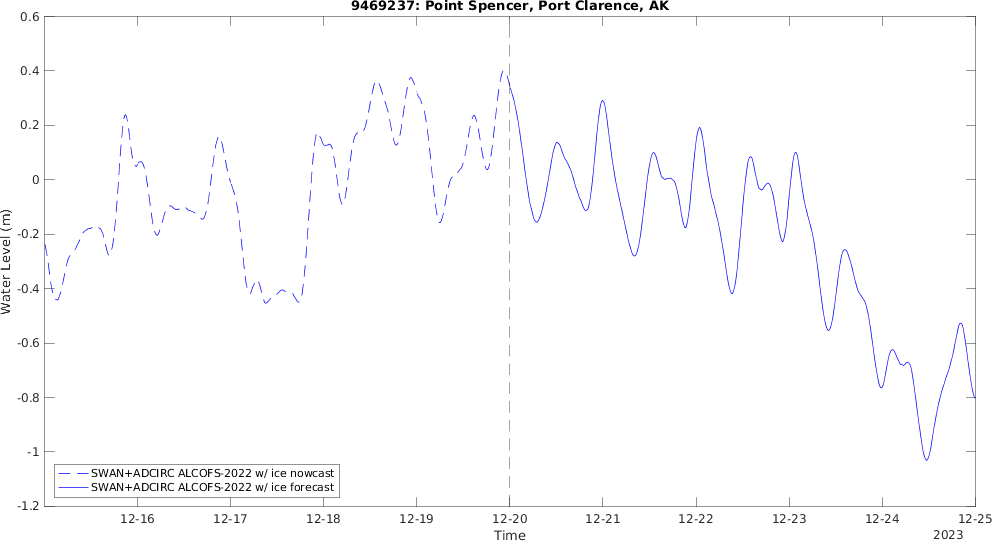 9469237: Point Spencer, Port Clarence, AK
0.6
0.4
0.2
0
-0.2
-0.4
-0.6
-0.8
-1
-1.2
Water Level (m)
SWAN+ADCIRC ALCOFS-2022 w/ ice nowcast
SWAN+ADCIRC ALCOFS-2022 w/ ice forecast
12-16 12-17 12-18 12-19 12-20 12-21 12-22 12-23 12-24 12-25
Time
2023